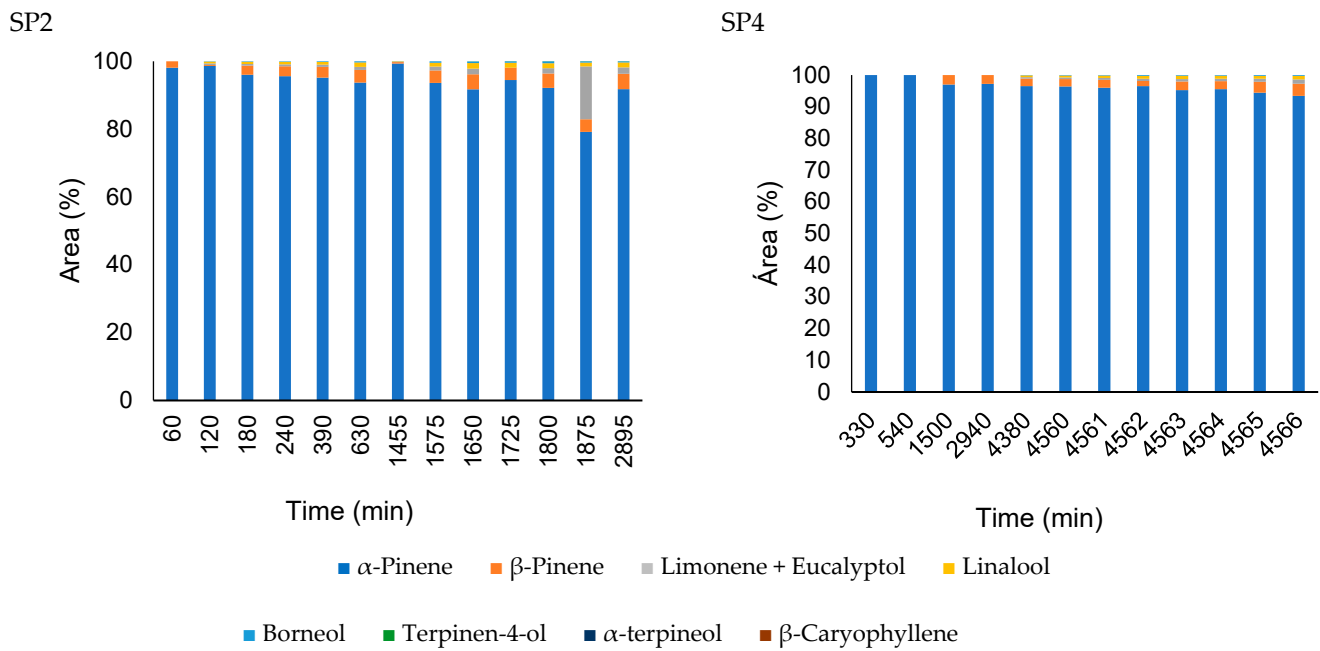 SP2
SP4
Area (%)
100
80
60
40
20
0
60 120 180 240 390 630 1455 1575 1650 1725 1800 1875 2895
Time (min)
Área (%)
100
90
80
70
60
50
40
30
20
10
0
330 540 1500 2940 4380 4560 4561 4562 4563 4564 4565 4566
Time (min)
α-Pinene β-Pinene Limonene + Eucalyptol Linalool
Borneol Terpinen-4-ol α-terpineol β-Caryophyllene